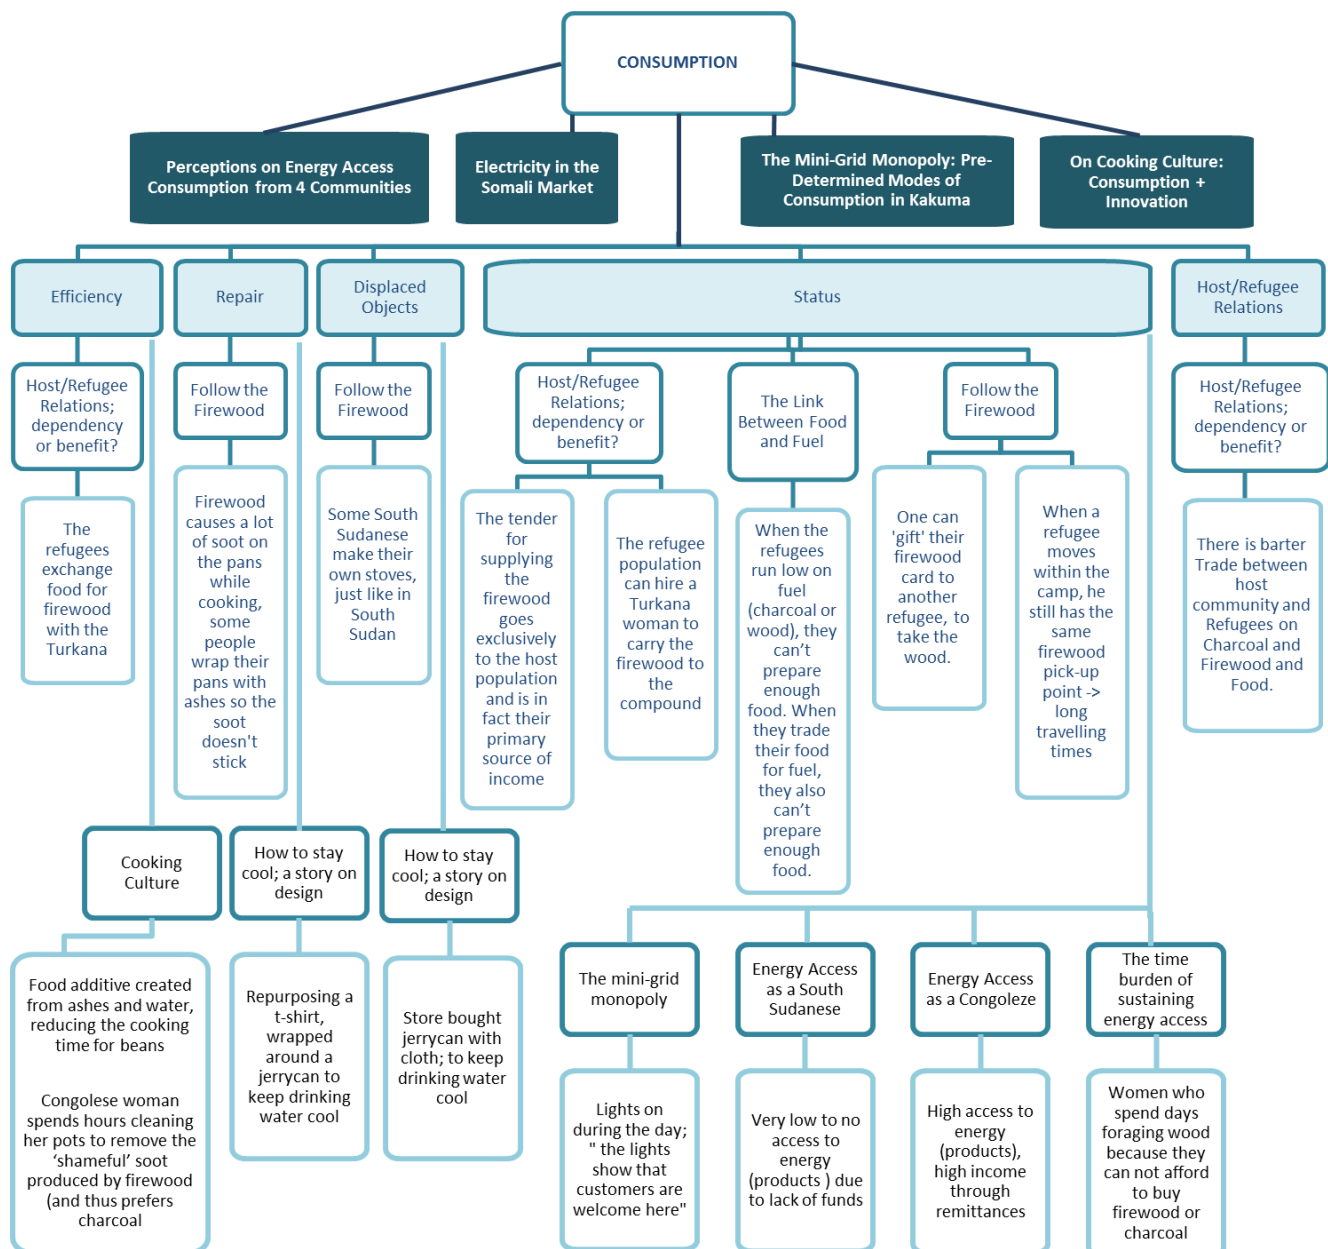 CONSUMPTION
Perceptions on Energy Access
Consumption from 4 Communities
Electricity in the
Somali Market
The Mini-Grid Monopoly: Pre-
Determined Modes of
Consumption in Kakuma
On Cooking Culture:
Consumption +
Innovation
Efficiency
Repair
Displaced
Objects
Status
Host/Refugee
Relations
Host/Refugee
Relations;
dependency
or benefit?
Follow the
Firewood
Follow the
Firewood
Host/Refugee
Relations;
dependency or
benefit?
The Link
Between Food
and Fuel
Follow the
Firewood
Host/Refugee
Relations;
dependency or
benefit?
The
refugees
exchange
food for
firewood
with the
Turkana
Firewood
causes a lot
of soot on
the pans
while
cooking,
some
people
wrap their
pans with
ashes so the
soot
doesn't
stick
Some South
Sudanese
make their
own stoves,
just like in
South
Sudan
The tender
for
supplying
the
firewood
goes
exclusively
to the host
population
and is in
fact their
primary
source of
income
The refugee
population
can hire a
Turkana
woman to
carry the
firewood to
the
compound
When the
refugees
run low on
fuel
(charcoal or
wood), they
can’t
prepare
enough
food. When
they trade
their food
for fuel,
they also
can’t
prepare
enough
food.
One can
'gift' their
firewood
card to
another
refugee, to
take the
wood.
When a
refugee
moves
within the
camp, he
still has the
same
firewood
pick-up
point ->
long
travelling
times
There is barter
Trade between
host
community and
Refugees on
Charcoal and
Firewood and
Food.
Cooking
Culture
How to stay
cool; a story on
design
How to stay
cool; a story on
design
Food additive created
from ashes and water,
reducing the cooking
time for beans
Congolese woman
spends hours cleaning
her pots to remove the
‘shameful’ soot
produced by firewood
(and thus prefers
charcoal
Repurposing a
t-shirt,
wrapped
around a
jerrycan to
keep drinking
water cool
Store bought
jerrycan with
cloth; to keep
drinking water
cool
The mini-grid
monopoly
Energy Access
as a South
Sudanese
Energy Access
as a Congoleze
The time
burden of
sustaining
energy access
Lights on
during the day;
" the lights
show that
customers are
welcome here"
Very low to no
access to
energy
(products ) due
to lack of funds
High access to
energy
(products),
high income
through
remittances
Women who
spend days
foraging wood
because they
can not afford
to buy
firewood or
charcoal